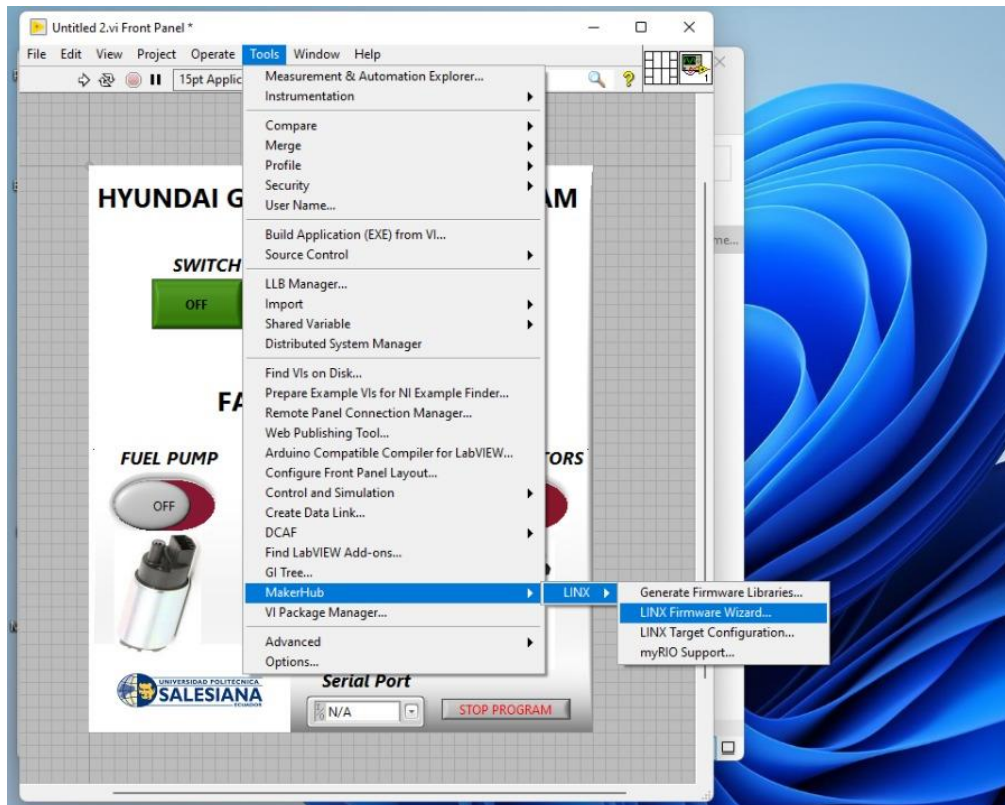 Untitled 2.vi Front Panel *
File Edit View Project Operate Tools Window Help
15pt Applic
1
Measurement & Automation Explorer...
Instrumentation
Compare
Merge
Profile
Security
User Name...
Build Application (EXE) from VI...
Source Control
LLB Manager...
Import
Shared Variable
Distributed System Manager
Find VIs on Disk...
Prepare Example VIs for NI Example Finder...
Remote Panel Connection Manager...
Web Publishing Tool...
Arduino Compatible Compiler for LabVIEW...
Configure Front Panel Layout...
Control and Simulation
Create Data Link...
DCAF
Find LabVIEW Add-ons...
GI Tree...
MakerHub
VI Package Manager...
Advanced
Options...
LINX
Generate Firmware Libraries...
LINX Firmware Wizard...
LINX Target Configuration...
myRIO Support...
HYUNDAI G AM
SWITCH
OFF
FA
FUEL PUMP TORS
OFF
me...
UNIVERSIDAD POLITÉCNICA
SALESIANA
ECUADOR
Serial Port
N/A
STOP PROGRAM